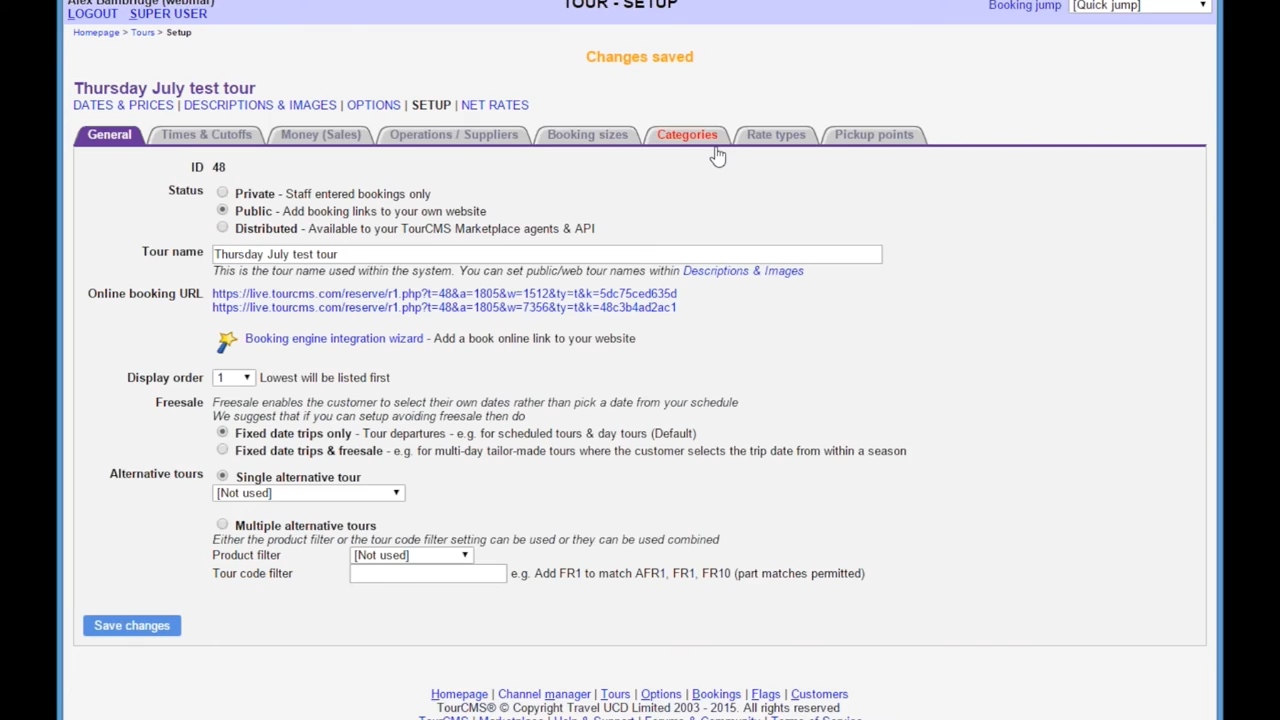 Alex Bainbridge (webinar)
TOUR - SETUP
LOGOUT SUPER USER
Booking jump [Quick jump]
Homepage > Tours > Setup
Changes saved
Thursday July test tour
DATES & PRICES | DESCRIPTIONS & IMAGES | OPTIONS | SETUP | NET RATES
General Times & Cutoffs Money (Sales) Operations / Suppliers Booking sizes Categories Rate types Pickup points
ID 48
Status Private - Staff entered bookings only
Public - Add booking links to your own website
Distributed - Available to your TourCMS Marketplace agents & API
Tour name Thursday July test tour
This is the tour name used within the system. You can set public/web tour names within Descriptions & Images
Online booking URL https://live.tourcms.com/reserve/r1.php?t=48&a=1805&w=1512&ty=t&k=5dc75ced635d
https://live.tourcms.com/reserve/r1.php?t=48&a=1805&w=7356&ty=t&k=48c3b4ad2ac1
Booking engine integration wizard - Add a book online link to your website
Display order 1 Lowest will be listed first
Freesale Freesale enables the customer to select their own dates rather than pick a date from your schedule
We suggest that if you can setup avoiding freesale then do
Fixed date trips only - Tour departures - e.g. for scheduled tours & day tours (Default)
Fixed date trips & freesale - e.g. for multi-day tailor-made tours where the customer selects the trip date from within a season
Alternative tours Single alternative tour
[Not used]
Multiple alternative tours
Either the product filter or the tour code filter setting can be used or they can be used combined
Product filter [Not used]
Tour code filter e.g. Add FR1 to match AFR1, FR1, FR10 (part matches permitted)
Save changes
Homepage | Channel manager | Tours | Options | Bookings | Flags | Customers
TourCMS® © Copyright Travel UCD Limited 2003 - 2015. All rights reserved
TourCMS | Marketplace | Help & Support | Forums & Community | Terms of Service